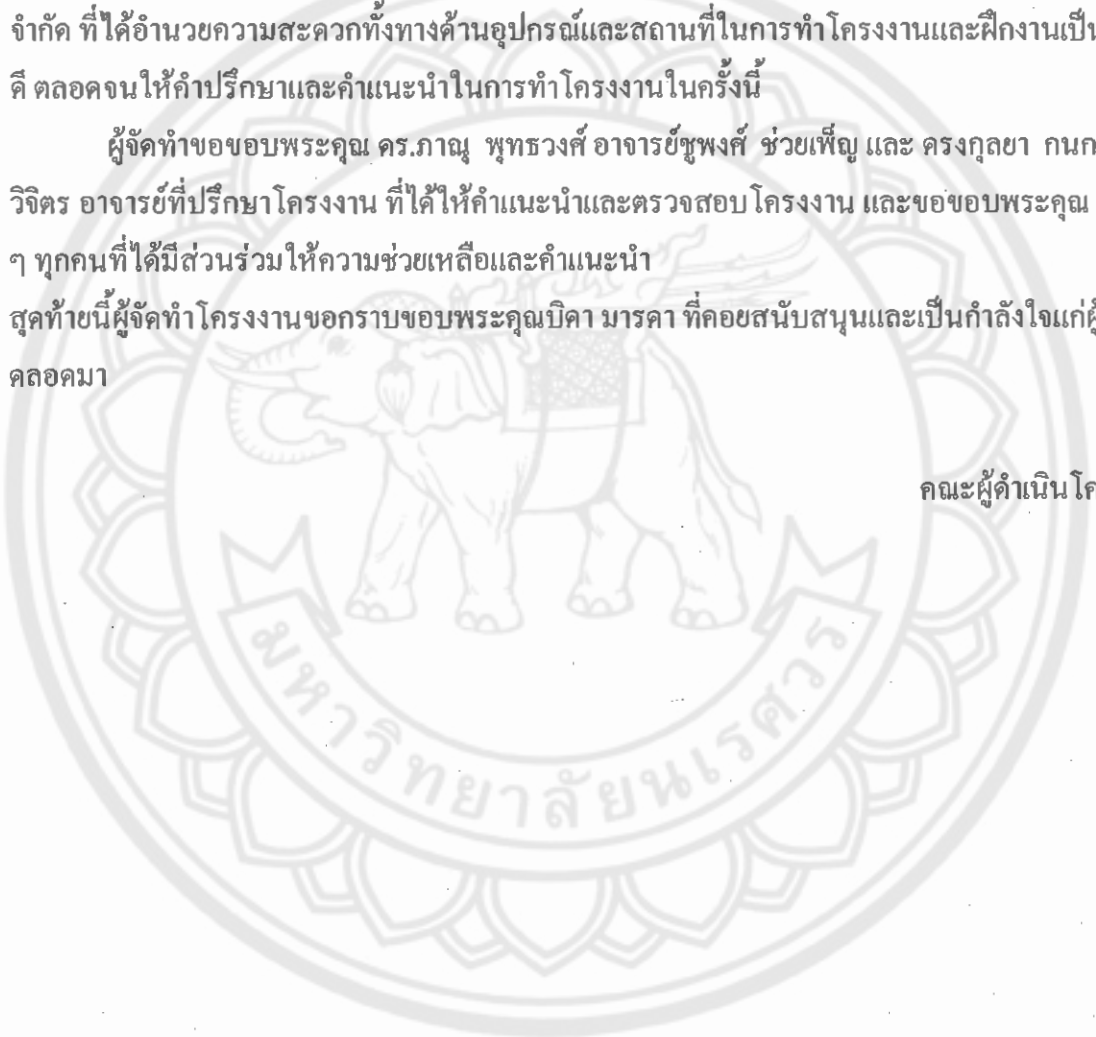 จำกัด ที่ได้อำนวยความสะดวกทั้งทางด้านอุปกรณ์และสถานที่ในการทำโครงงานและฝึกงานเป็น
ดี ตลอดจนให้คำปรึกษาและคำแนะนำในการทำโครงงานในครั้งนี้
ผู้จัดทำขอขอบพระคุณ ดร.ภาณุ พุทธวงศ์ อาจารย์ชูพงศ์ ช่วยเพ็ญ และ ดรงกุลยา กนก
วิจิตร อาจารย์ที่ปรึกษาโครงงาน ที่ได้ให้คำแนะนำและตรวจสอบโครงงาน และขอขอบพระคุณ
ๆ ทุกคนที่ได้มีส่วนร่วมให้ความช่วยเหลือและคำแนะนำ
สุดท้ายนี้ผู้จัดทำโครงงานขอกราบขอบพระคุณบิดา มารดา ที่คอยสนับสนุนและเป็นกำลังใจแก่ผู้
ตลอดมา
คณะผู้ดำเนินโค
มหาวิทยาลัยนเรศวร